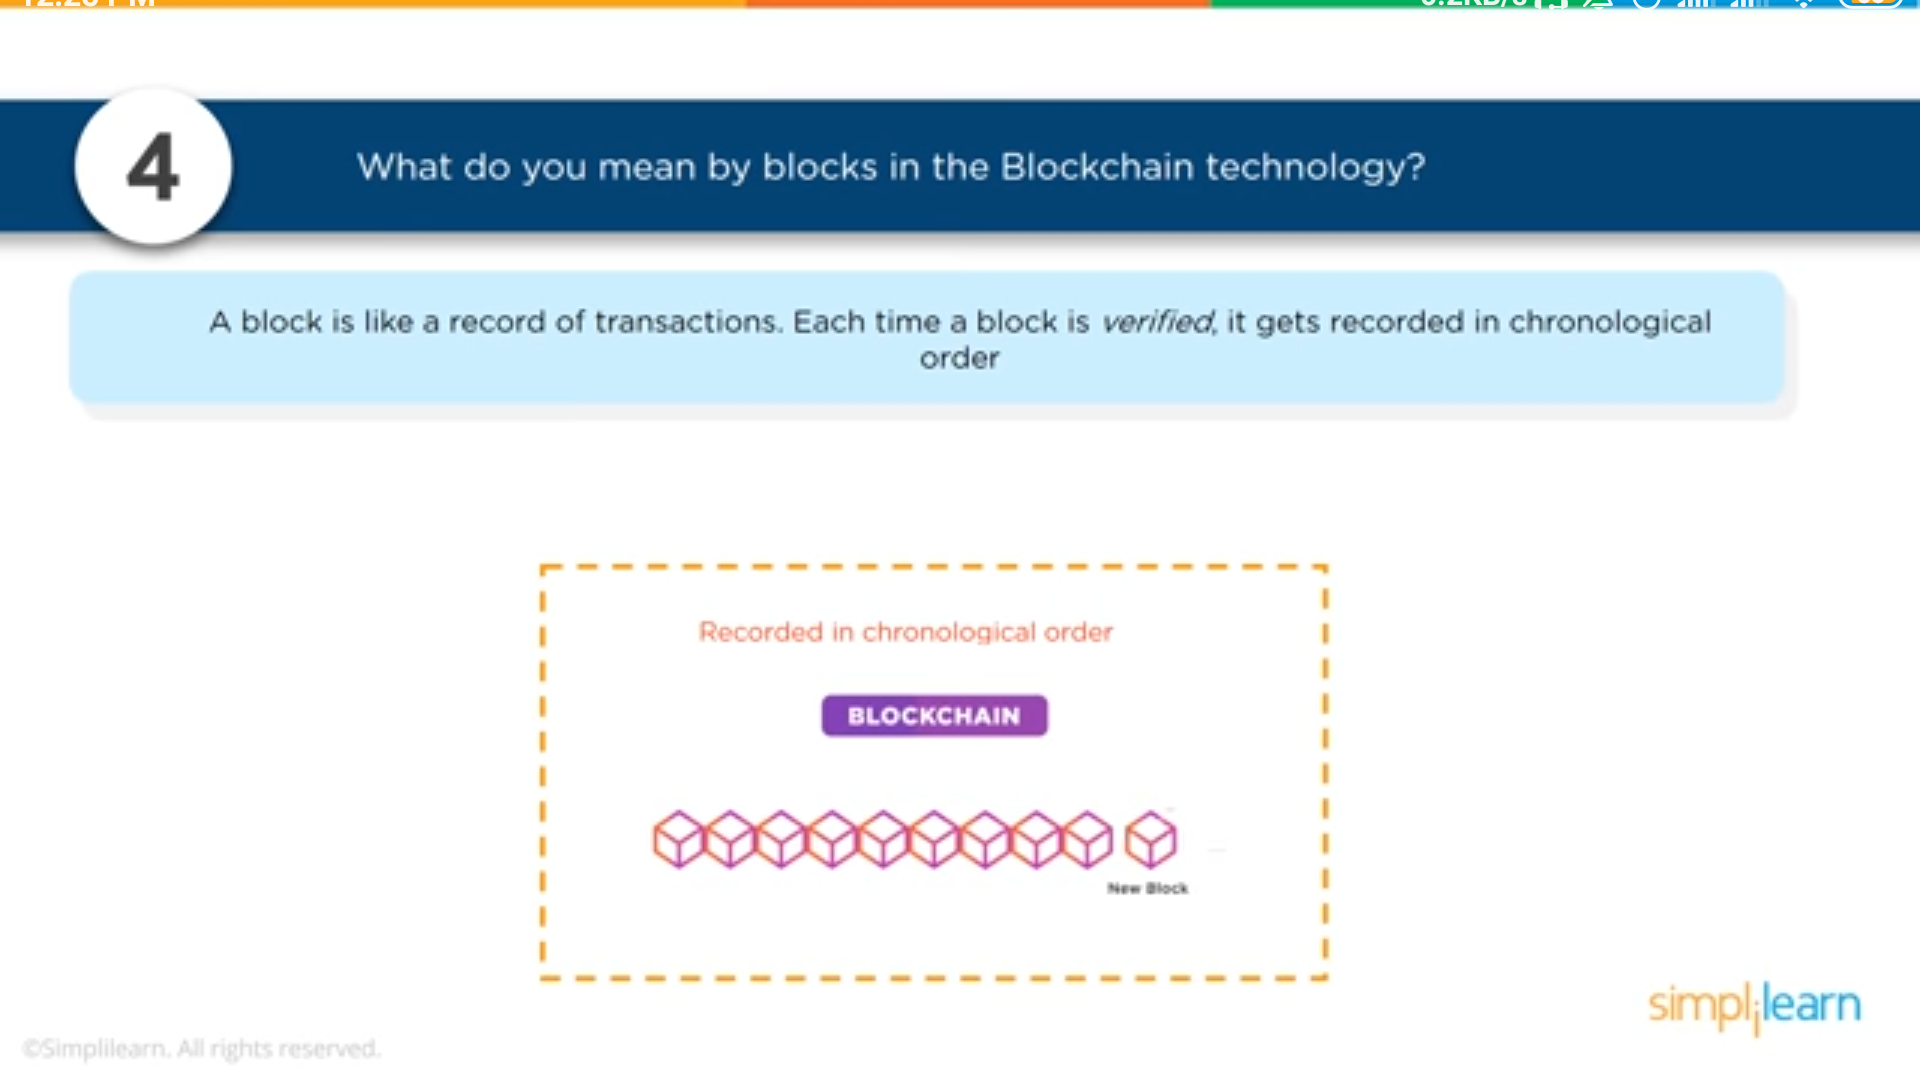 4
What do you mean by blocks in the Blockchain technology?
A block is like a record of transactions. Each time a block is verified, it gets recorded in chronological
order
Recorded in chronological order
BLOCKCHAIN
New Block
simplilearn
©Simplilearn. All rights reserved.